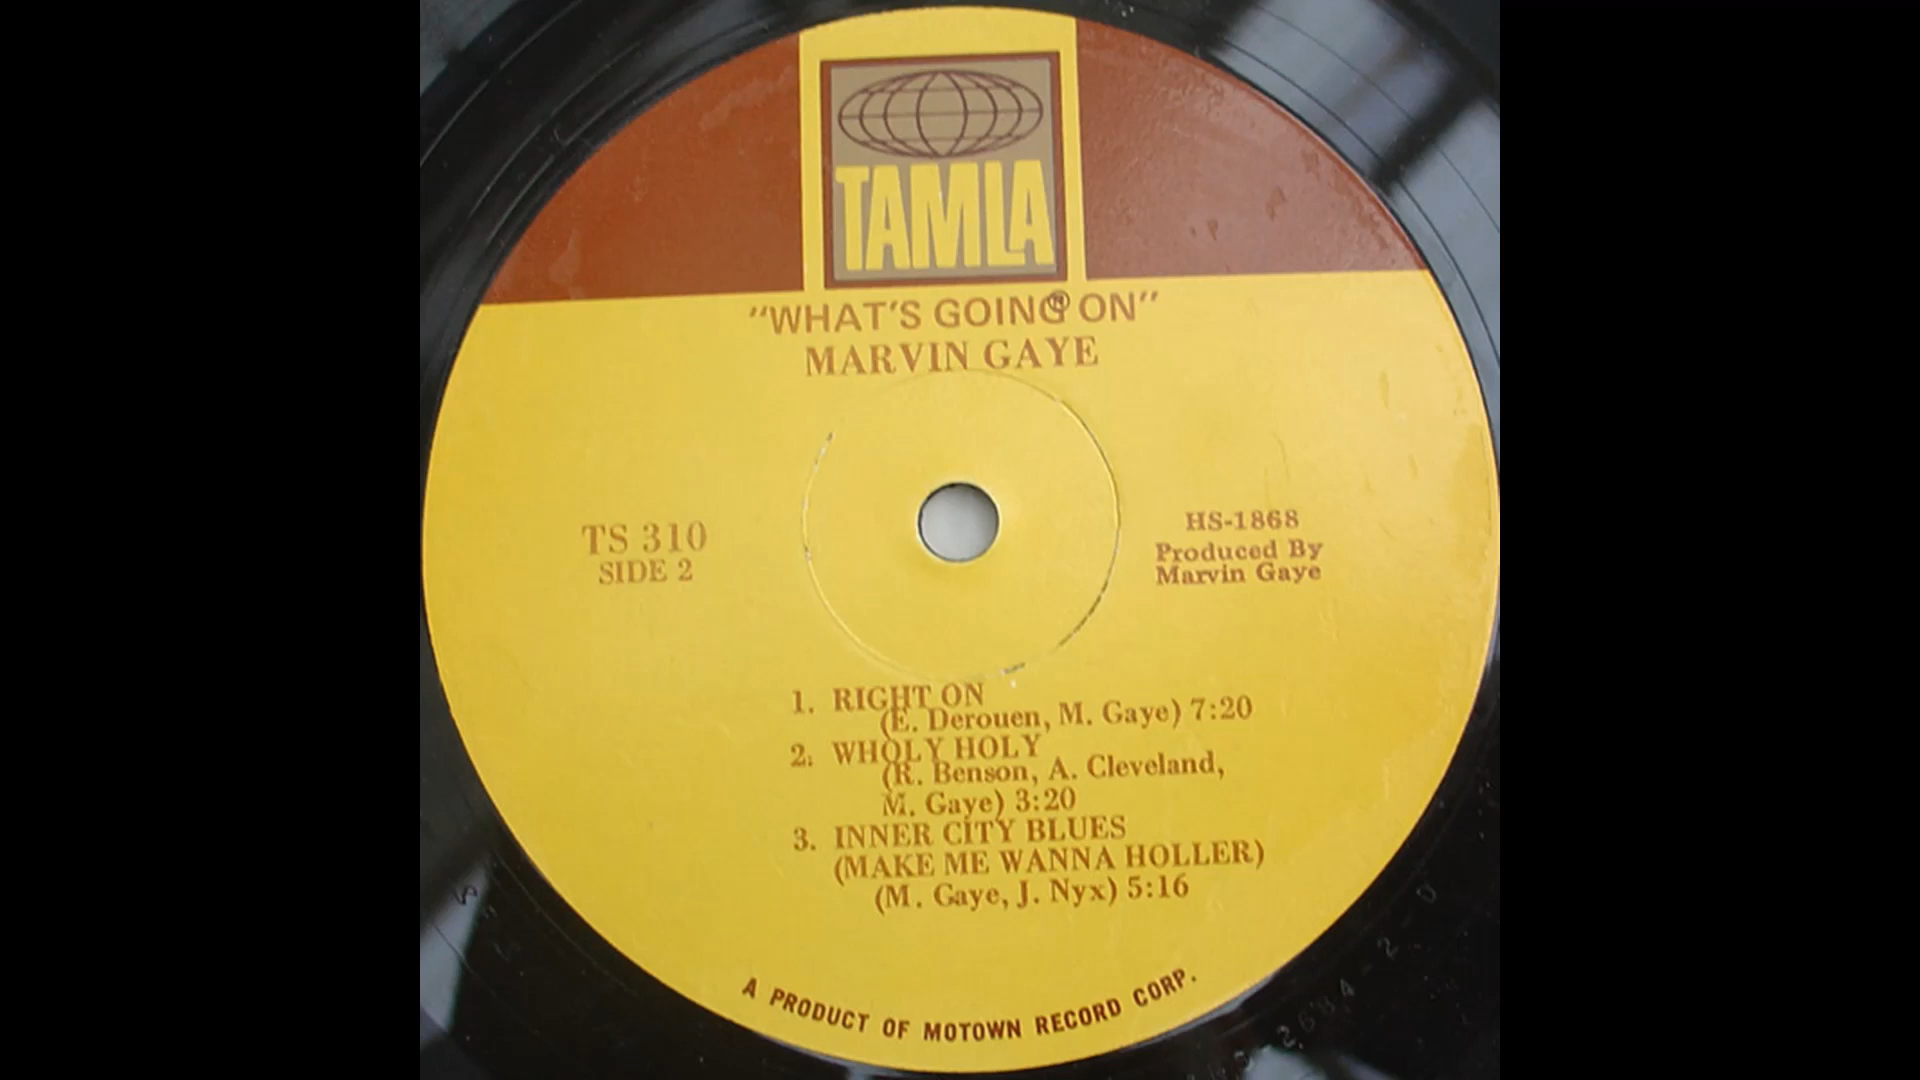 TAMLA
®
"WHAT'S GOING ON"
MARVIN GAYE
TS 310
SIDE 2
HS-1868
Produced By
Marvin Gaye
1. RIGHT ON
(E. Derouen, M. Gaye) 7:20
2. WHOLY HOLY
(R. Benson, A. Cleveland,
M. Gaye) 3:20
3. INNER CITY BLUES
(MAKE ME WANNA HOLLER)
(M. Gaye, J. Nyx) 5:16
A PRODUCT OF MOTOWN RECORD CORP.